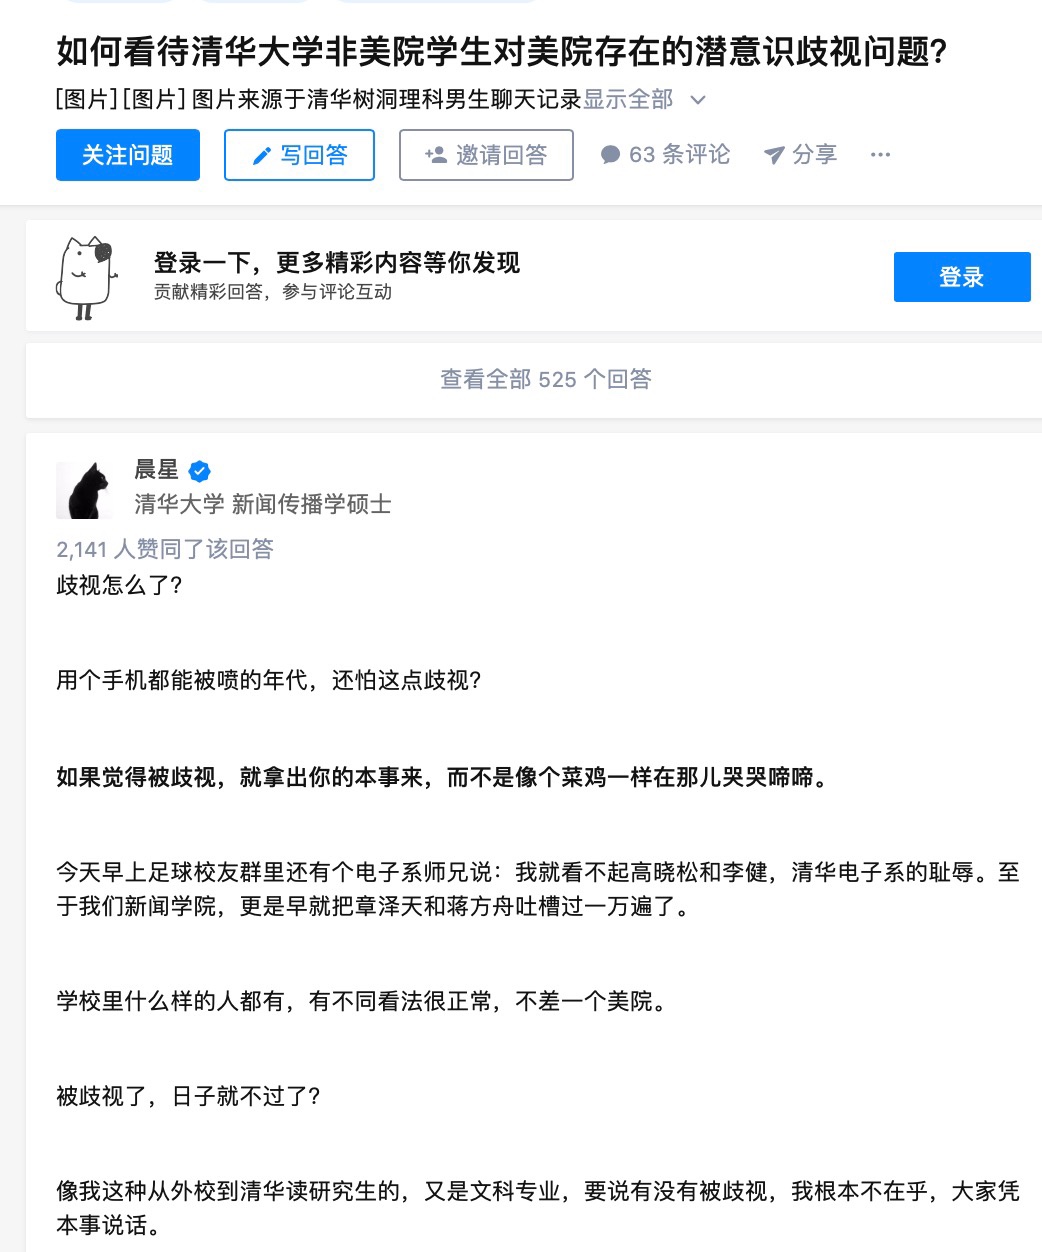 如何看待清华大学非美院学生对美院存在的潜意识歧视问题?
[图片][图片] 图片来源于清华树洞理科男生聊天记录显示全部
关注问题 写回答 邀请回答 63 条评论 分享 ...
登录一下，更多精彩内容等你发现
贡献精彩回答，参与评论互动
登录
查看全部 525 个回答
晨星
清华大学 新闻传播学硕士
2,141 人赞同了该回答
歧视怎么了?
用个手机都能被喷的年代，还怕这点歧视?
如果觉得被歧视，就拿出你的本事来，而不是像个菜鸡一样在那儿哭哭啼啼。
今天早上足球校友群里还有个电子系师兄说：我就看不起高晓松和李健，清华电子系的耻辱。至
于我们新闻学院，更是早就把章泽天和蒋方舟吐槽过一万遍了。
学校里什么样的人都有，有不同看法很正常，不差一个美院。
被歧视了，日子就不过了?
像我这种从外校到清华读研究生的，又是文科专业，要说有没有被歧视，我根本不在乎，大家凭
本事说话。